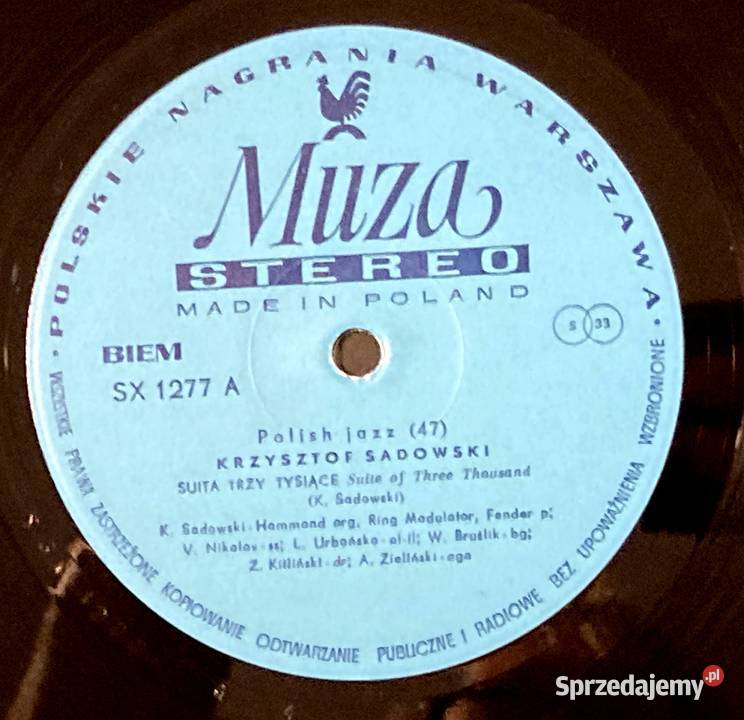 POLSKIE NAGRANIA WARSZAWA
Muza
STEREO
MADE IN POLAND
BIEM
SX 1277 A
S 33
Polish jazz (47)
KRZYSZTOF SADOWSKI
SUITA TRZY TYSIĄCE Suite of Three Thousand
(K. Sadowski)
K. Sadowski-Hammond org, Ring Modulator, Fender p;
V. Nikolov-ss; L. Urbańska-al-fl; W. Bruślik-bg;
Z. Kitliński-dr; A. Zieliński-ega
• WSZELKIE PRAWA ZASTRZEŻONE KOPIOWANIE ODTWARZANIE PUBLICZNE I RADIOWE BEZ UPOWAŻNIENIA WZBRONIONE •
Sprzedajemy.pl